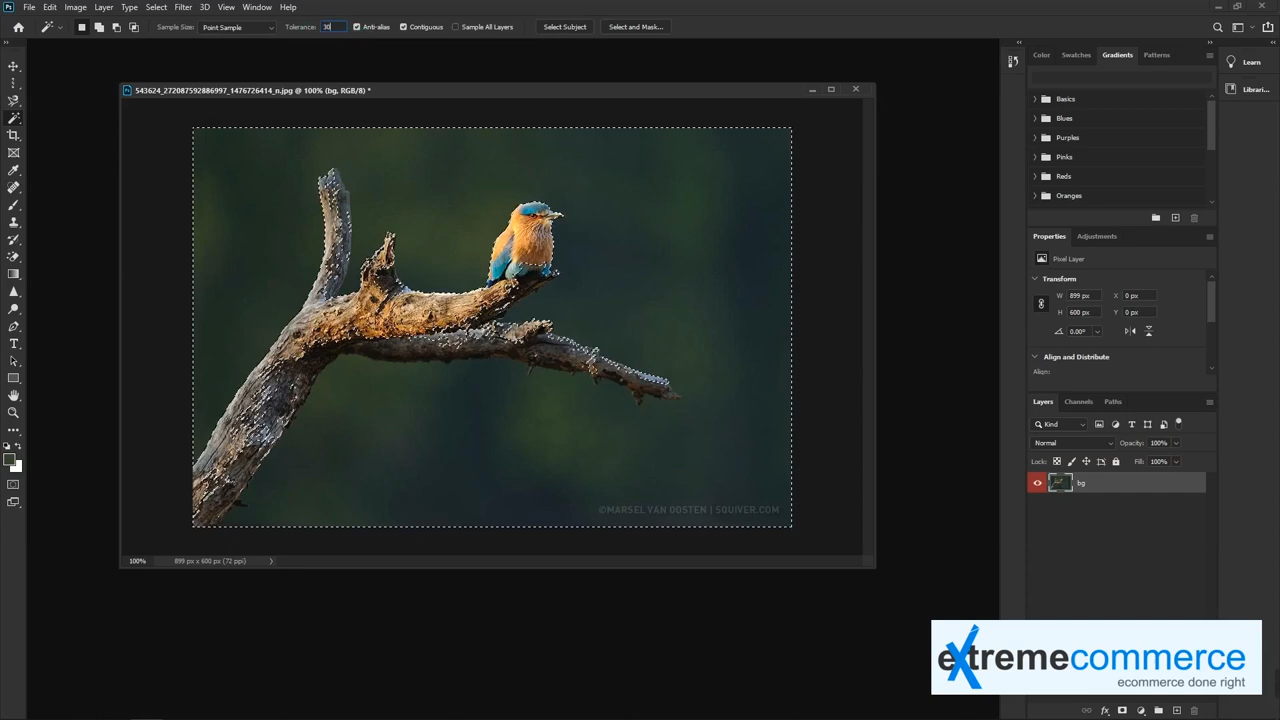 Ps File Edit Image Layer Type Select Filter 3D View Window Help
Sample Size: Point Sample Tolerance: 30 Anti-alias Contiguous Sample All Layers Select Subject Select and Mask...
Color Swatches Gradients Patterns
Learn
Librari...
543624_272087592886997_1476726414_n.jpg @ 100% (bg, RGB/8) *
Basics
Blues
Purples
Pinks
Reds
Oranges
Properties Adjustments
Pixel Layer
Transform
W 899 px X 0 px
H 600 px Y 0 px
0.00°
Align and Distribute
Align:
Layers Channels Paths
Kind
Normal Opacity: 100%
Lock: Fill: 100%
bg
©MARSEL VAN OOSTEN | SQUIVER.COM
100% 899 px x 600 px (72 ppi)
extremecommerce
ecommerce done right
fx